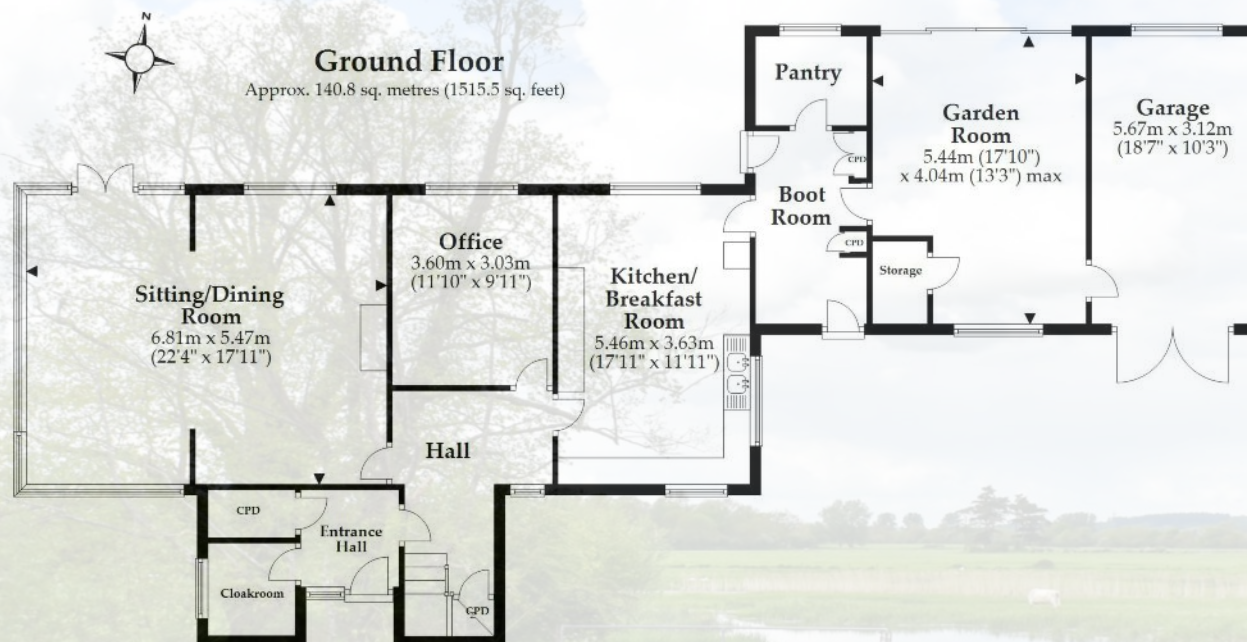 N
Ground Floor
Approx. 140.8 sq. metres (1515.5 sq. feet)
Pantry
Garden
Room
5.44m (17'10")
x 4.04m (13'3") max
Garage
5.67m x 3.12m
(18'7" x 10'3")
CPD
Boot
Room
CPD
Storage
Office
3.60m x 3.03m
(11'10" x 9'11")
Kitchen/
Breakfast
Room
5.46m x 3.63m
(17'11" x 11'11")
Sitting/Dining
Room
6.81m x 5.47m
(22'4" x 17'11")
Hall
CPD
Entrance
Hall
Cloakroom
CPD